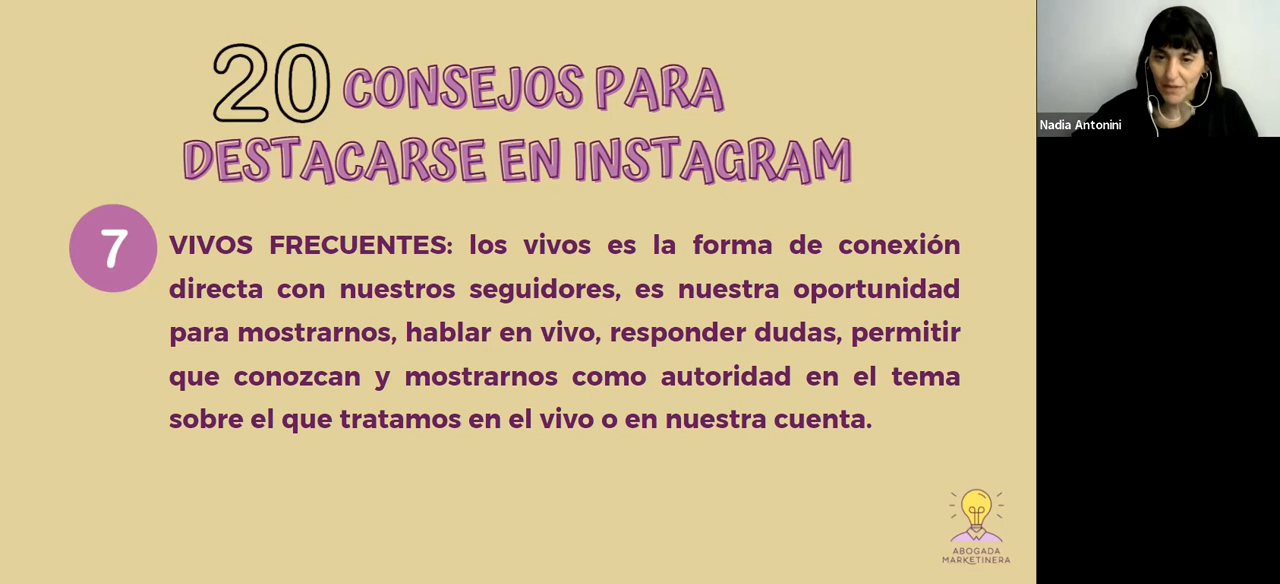 20 CONSEJOS PARA
DESTACARSE EN INSTAGRAM
7
VIVOS FRECUENTES: los vivos es la forma de conexión
directa con nuestros seguidores, es nuestra oportunidad
para mostrarnos, hablar en vivo, responder dudas, permitir
que conozcan y mostrarnos como autoridad en el tema
sobre el que tratamos en el vivo o en nuestra cuenta.
ABOGADA
MARKETINERA
Nadia Antonini